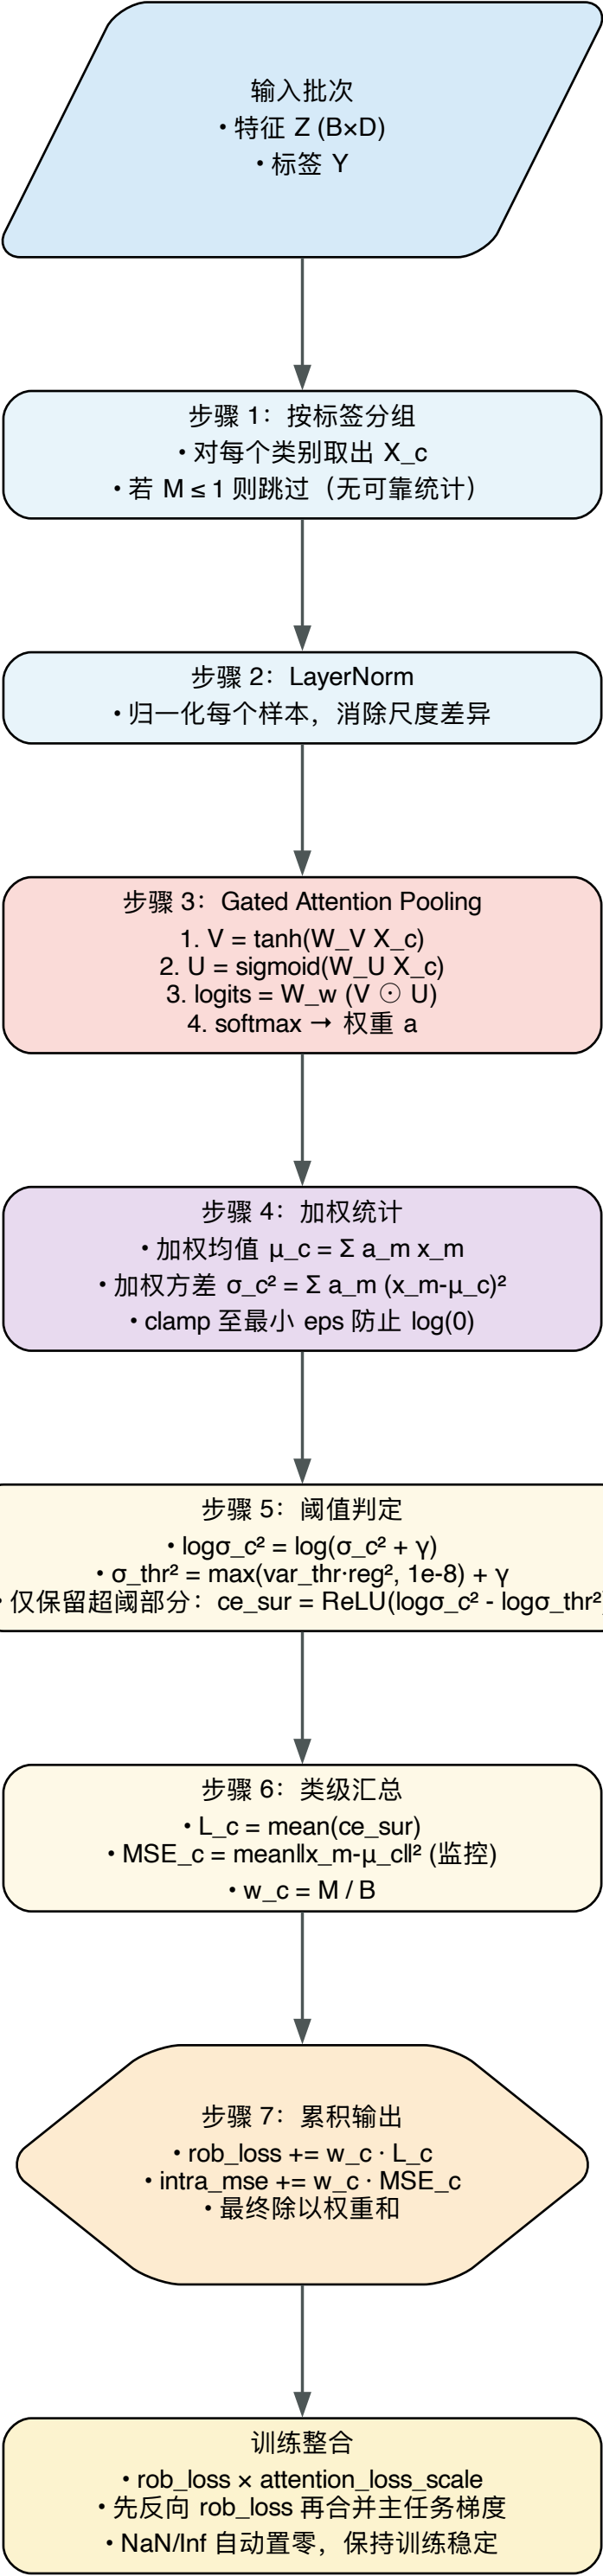 输入批次
• 特征 Z (B×D)
• 标签 Y
步骤 1：按标签分组
• 对每个类别取出 X_c
• 若 M ≤ 1 则跳过（无可靠统计）
步骤 2：LayerNorm
• 归一化每个样本，消除尺度差异
步骤 3：Gated Attention Pooling
1. V = tanh(W_V X_c)
2. U = sigmoid(W_U X_c)
3. logits = W_w (V ⊙ U)
4. softmax → 权重 a
步骤 4：加权统计
• 加权均值 μ_c = Σ a_m x_m
• 加权方差 σ_c² = Σ a_m (x_m-μ_c)²
• clamp 至最小 eps 防止 log(0)
步骤 5：阈值判定
• logσ_c² = log(σ_c² + γ)
• σ_thr² = max(var_thr·reg², 1e-8) + γ
• 仅保留超阈部分：ce_sur = ReLU(logσ_c² - logσ_thr²)
步骤 6：类级汇总
• L_c = mean(ce_sur)
• MSE_c = mean‖x_m-μ_c‖² (监控)
• w_c = M / B
步骤 7：累积输出
• rob_loss += w_c · L_c
• intra_mse += w_c · MSE_c
• 最终除以权重和
训练整合
• rob_loss × attention_loss_scale
• 先反向 rob_loss 再合并主任务梯度
• NaN/Inf 自动置零，保持训练稳定